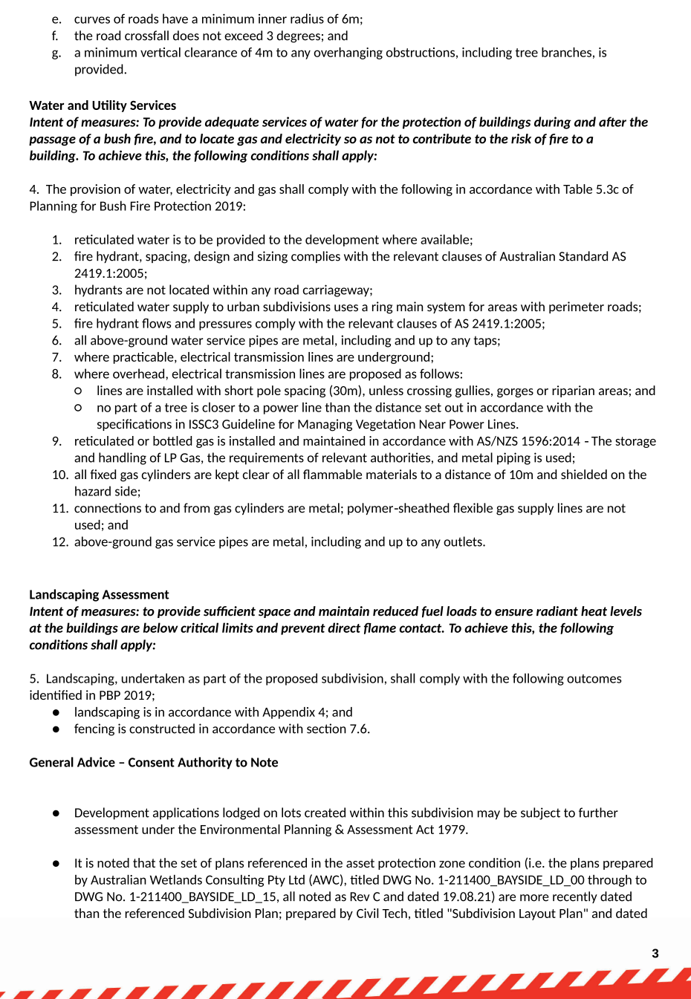 e. curves of roads have a minimum inner radius of 6m;
f. the road crossfall does not exceed 3 degrees; and
g. a minimum vertical clearance of 4m to any overhanging obstructions, including tree branches, is
provided.
Water and Utility Services
Intent of measures: To provide adequate services of water for the protection of buildings during and after the
passage of a bush fire, and to locate gas and electricity so as not to contribute to the risk of fire to a
building. To achieve this, the following conditions shall apply:
4. The provision of water, electricity and gas shall comply with the following in accordance with Table 5.3c of
Planning for Bush Fire Protection 2019:
1. reticulated water is to be provided to the development where available;
2. fire hydrant, spacing, design and sizing complies with the relevant clauses of Australian Standard AS
2419.1:2005;
3. hydrants are not located within any road carriageway;
4. reticulated water supply to urban subdivisions uses a ring main system for areas with perimeter roads;
5. fire hydrant flows and pressures comply with the relevant clauses of AS 2419.1:2005;
6. all above-ground water service pipes are metal, including and up to any taps;
7. where practicable, electrical transmission lines are underground;
8. where overhead, electrical transmission lines are proposed as follows:
○ lines are installed with short pole spacing (30m), unless crossing gullies, gorges or riparian areas; and
○ no part of a tree is closer to a power line than the distance set out in accordance with the
specifications in ISSC3 Guideline for Managing Vegetation Near Power Lines.
9. reticulated or bottled gas is installed and maintained in accordance with AS/NZS 1596:2014 - The storage
and handling of LP Gas, the requirements of relevant authorities, and metal piping is used;
10. all fixed gas cylinders are kept clear of all flammable materials to a distance of 10m and shielded on the
hazard side;
11. connections to and from gas cylinders are metal; polymer-sheathed flexible gas supply lines are not
used; and
12. above-ground gas service pipes are metal, including and up to any outlets.
Landscaping Assessment
Intent of measures: to provide sufficient space and maintain reduced fuel loads to ensure radiant heat levels
at the buildings are below critical limits and prevent direct flame contact. To achieve this, the following
conditions shall apply:
5. Landscaping, undertaken as part of the proposed subdivision, shall comply with the following outcomes
identified in PBP 2019;
● landscaping is in accordance with Appendix 4; and
● fencing is constructed in accordance with section 7.6.
General Advice – Consent Authority to Note
● Development applications lodged on lots created within this subdivision may be subject to further
assessment under the Environmental Planning & Assessment Act 1979.
● It is noted that the set of plans referenced in the asset protection zone condition (i.e. the plans prepared
by Australian Wetlands Consulting Pty Ltd (AWC), titled DWG No. 1-211400_BAYSIDE_LD_00 through to
DWG No. 1-211400_BAYSIDE_LD_15, all noted as Rev C and dated 19.08.21) are more recently dated
than the referenced Subdivision Plan; prepared by Civil Tech, titled "Subdivision Layout Plan" and dated
3